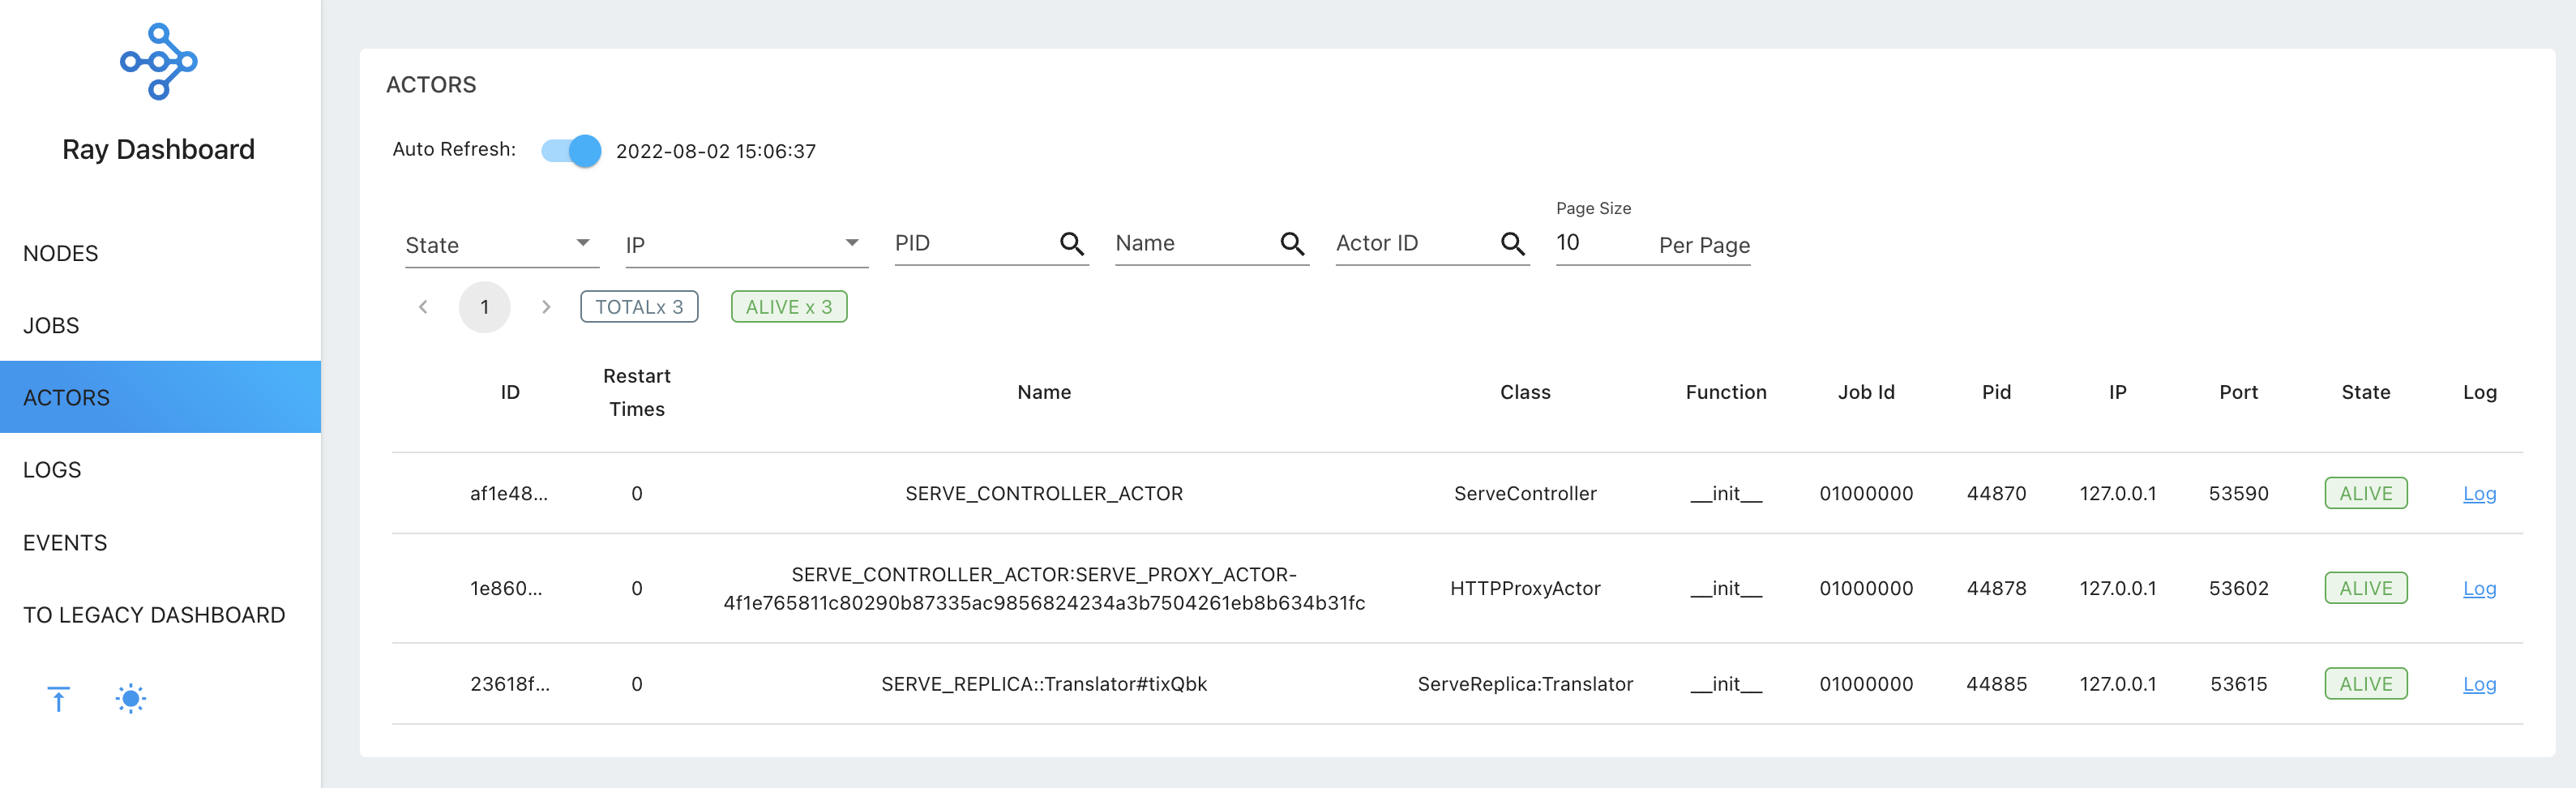 Ray Dashboard
NODES
JOBS
ACTORS
LOGS
EVENTS
TO LEGACY DASHBOARD
ACTORS
Auto Refresh: 2022-08-02 15:06:37
Page Size
State IP PID Name Actor ID 10 Per Page
1 TOTALx 3 ALIVE x 3
ID Restart Times Name Class Function Job Id Pid IP Port State Log
af1e48... 0 SERVE_CONTROLLER_ACTOR ServeController __init__ 01000000 44870 127.0.0.1 53590 ALIVE Log
SERVE_CONTROLLER_ACTOR:SERVE_PROXY_ACTOR-
1e860... 0 4f1e765811c80290b87335ac9856824234a3b7504261eb8b634b31fc HTTPProxyActor __init__ 01000000 44878 127.0.0.1 53602 ALIVE Log
23618f... 0 SERVE_REPLICA::Translator#tixQbk ServeReplica:Translator __init__ 01000000 44885 127.0.0.1 53615 ALIVE Log